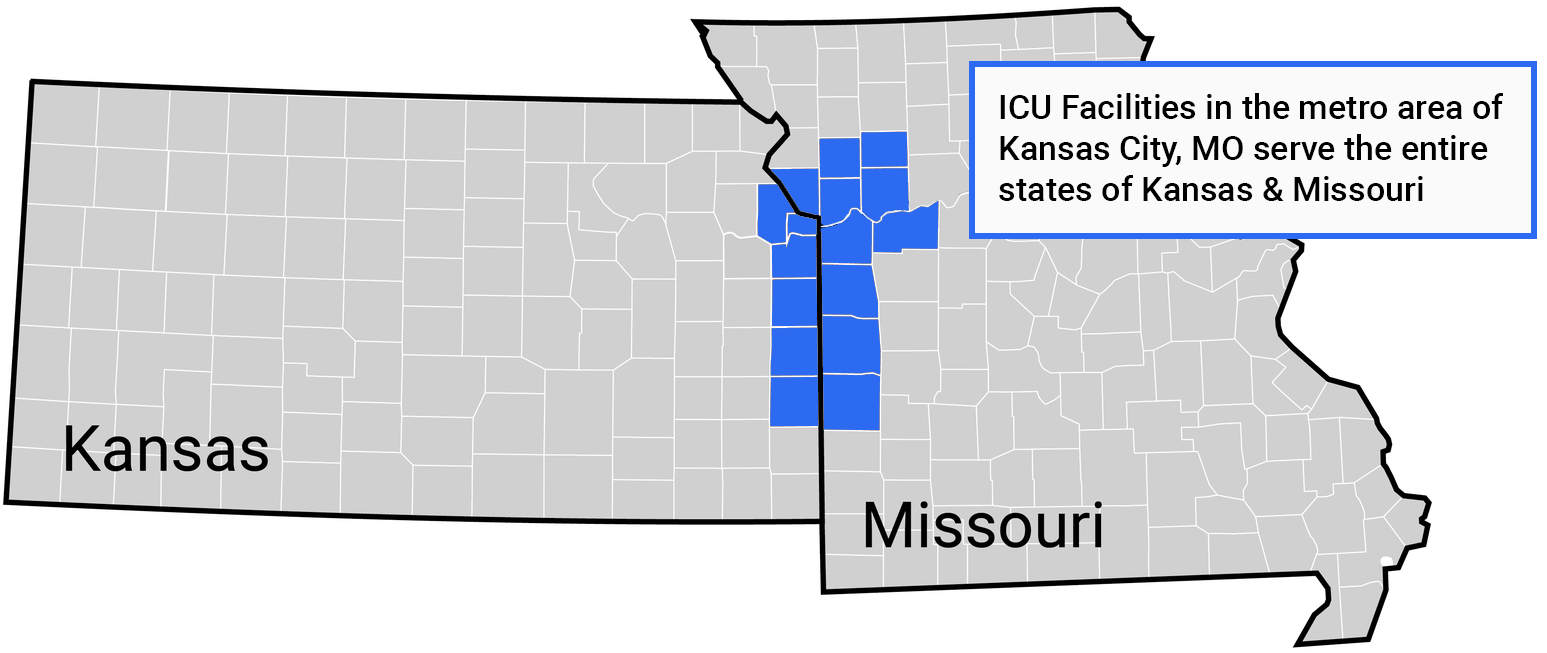 ICU Facilities in the metro area of
Kansas City, MO serve the entire
states of Kansas & Missouri
Kansas
Missouri